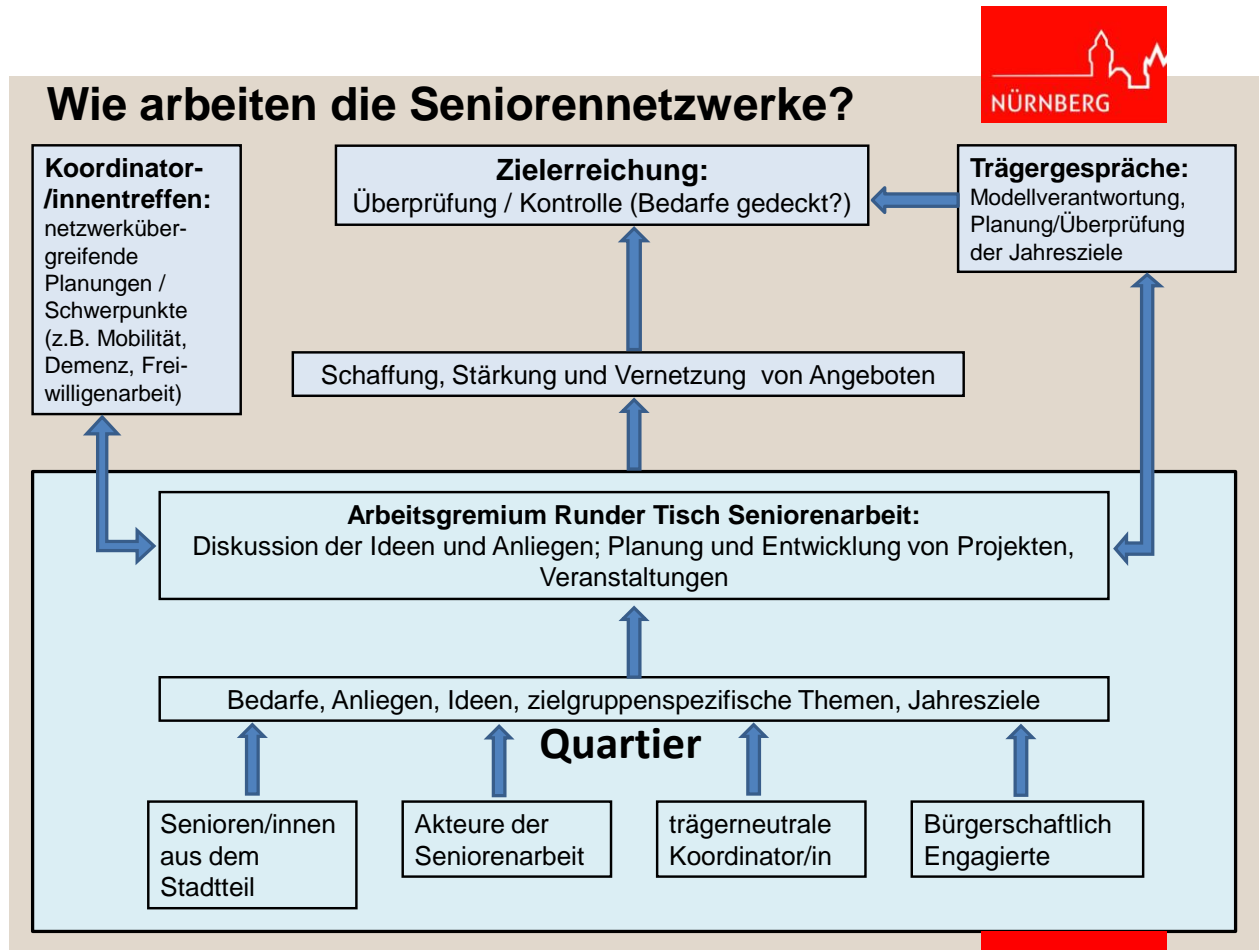 NÜRNBERG
Wie arbeiten die Seniorennetzwerke?
Koordinator-
/innentreffen:
netzwerküber-
greifende
Planungen /
Schwerpunkte
(z.B. Mobilität,
Demenz, Frei-
willigenarbeit)
Zielerreichung:
Überprüfung / Kontrolle (Bedarfe gedeckt?)
Trägergespräche:
Modellverantwortung,
Planung/Überprüfung
der Jahresziele
Schaffung, Stärkung und Vernetzung von Angeboten
Arbeitsgremium Runder Tisch Seniorenarbeit:
Diskussion der Ideen und Anliegen; Planung und Entwicklung von Projekten,
Veranstaltungen
Bedarfe, Anliegen, Ideen, zielgruppenspezifische Themen, Jahresziele
Quartier
Senioren/innen
aus dem
Stadtteil
Akteure der
Seniorenarbeit
trägerneutrale
Koordinator/in
Bürgerschaftlich
Engagierte